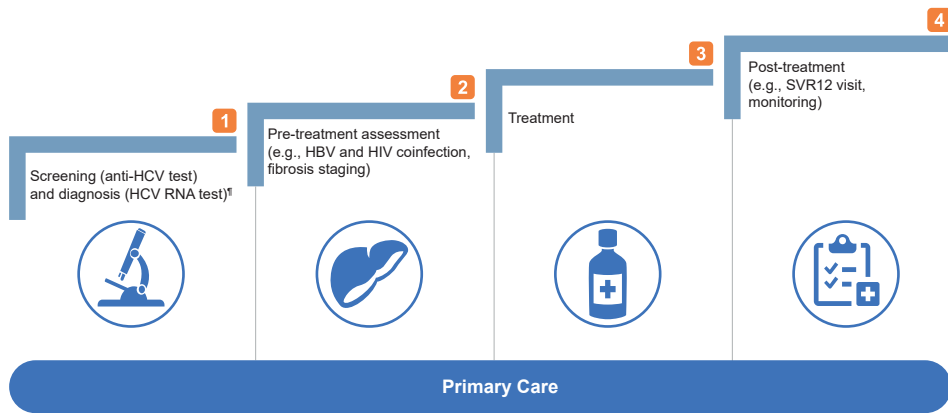 1
Screening (anti-HCV test)
and diagnosis (HCV RNA test)¶
2
Pre-treatment assessment
(e.g., HBV and HIV coinfection,
fibrosis staging)
3
Treatment
4
Post-treatment
(e.g., SVR12 visit,
monitoring)
Primary Care